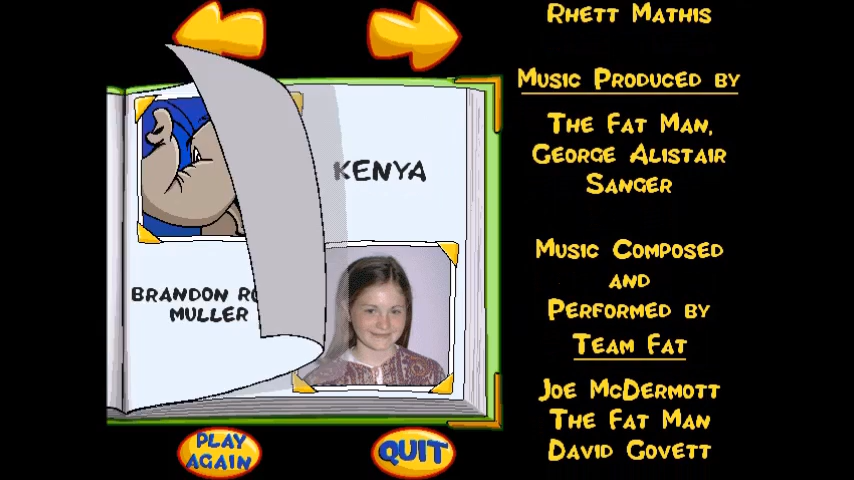 KENYA
BRANDON
MULLER
PLAY
AGAIN
QUIT
RHETT MATHIS
MUSIC PRODUCED BY
THE FAT MAN,
GEORGE ALISTAIR
SANGER
MUSIC COMPOSED
AND
PERFORMED BY
TEAM FAT
JOE MCDERMOTT
THE FAT MAN
DAVID GOVETT